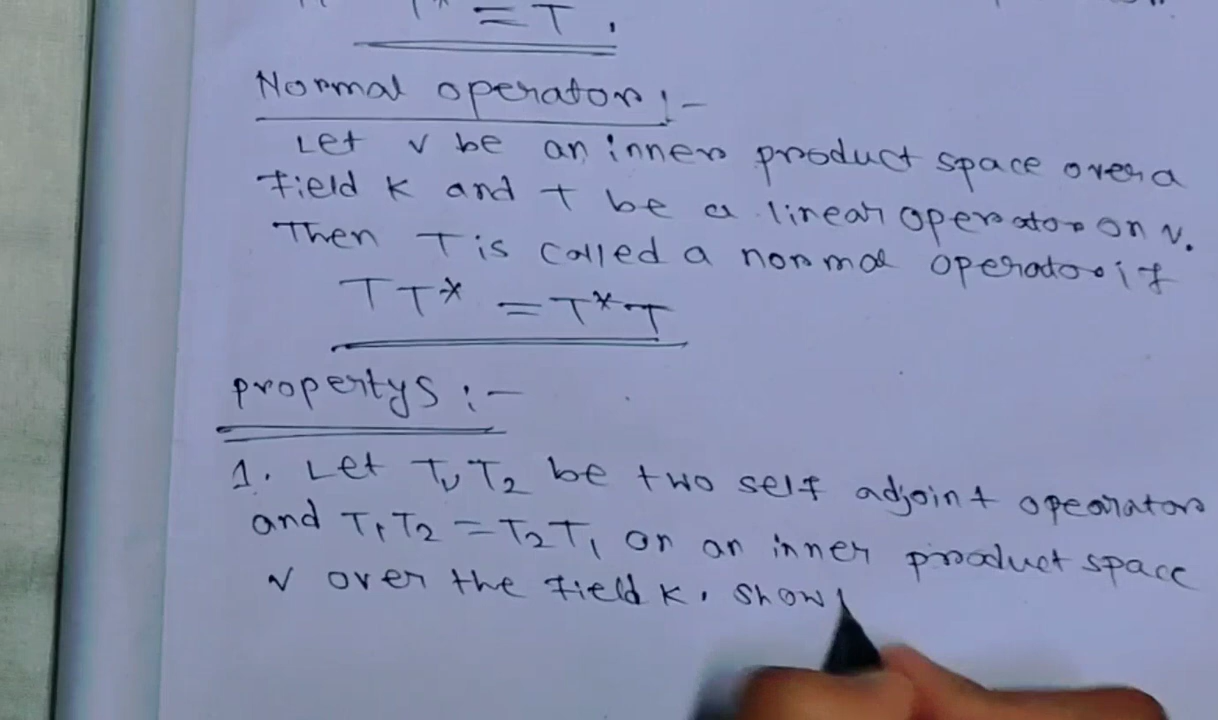 T* = T.
Normal operator :-
Let v be an inner product space over a
field K and T be a linear operator on v.
Then T is called a normal operator if
TT* = T*T
propertys :-
1. Let T1, T2 be two self adjoint opearator
and T1T2 = T2T1 on an inner product space
v over the field K. show